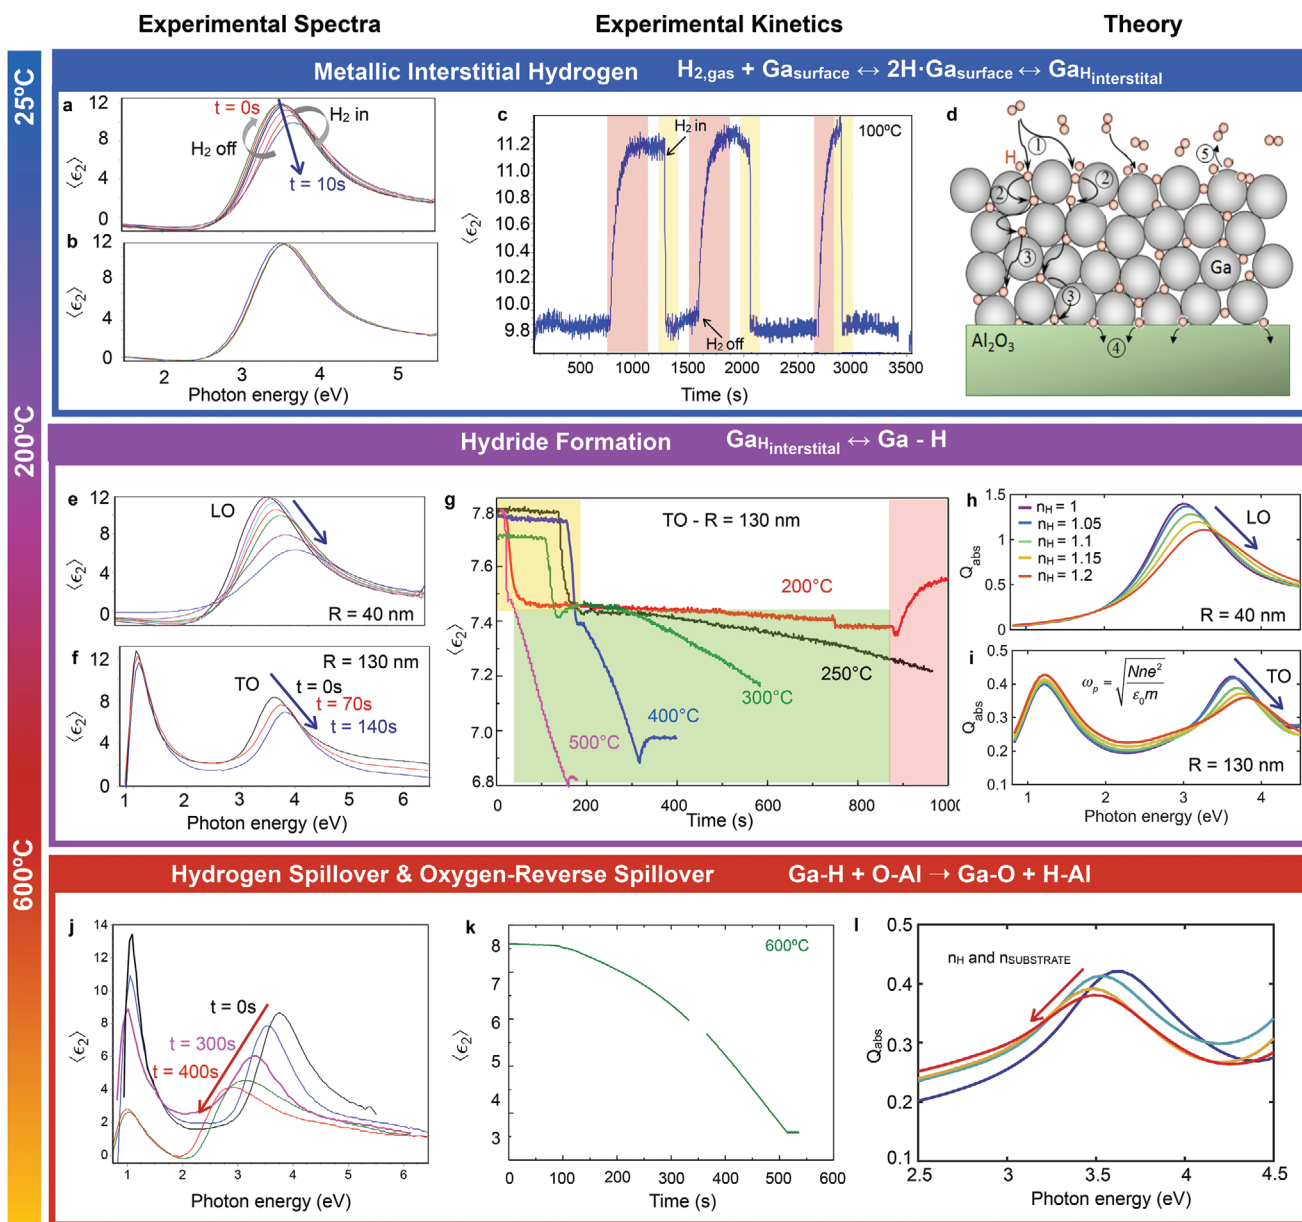 Experimental Spectra
Experimental Kinetics
Theory
25ºC
200ºC
600ºC
Metallic Interstitial Hydrogen H2,gas + Gasurface ↔ 2H·Gasurface ↔ GaHinterstital
a
12
8
4
0
⟨ϵ2⟩
t = 0s
H2 in
H2 off
t = 10s
b
12
8
4
0
⟨ϵ2⟩
2 3 4 5
Photon energy (eV)
c
100ºC
H2 in
H2 off
11.2
11.0
10.8
10.6
10.4
10.2
10.0
9.8
⟨ϵ2⟩
500 1000 1500 2000 2500 3000 3500
Time (s)
d
H
1
5
2
2
3
3
Ga
Al2O3
4
Hydride Formation GaHinterstital ↔ Ga - H
e
12
8
4
0
⟨ϵ2⟩
LO
R = 40 nm
f
12
8
4
0
⟨ϵ2⟩
R = 130 nm
TO
t = 0s
t = 70s
t = 140s
1 2 3 4 5 6
Photon energy (eV)
g
TO - R = 130 nm
7.8
7.6
7.4
7.2
7.0
6.8
⟨ϵ2⟩
200°C
250°C
300°C
400°C
500°C
0 200 400 600 800 1000
Time (s)
h
1.5
1.0
0.5
0
Qabs
nH = 1
nH = 1.05
nH = 1.1
nH = 1.15
nH = 1.2
LO
R = 40 nm
i
0.5
0.4
0.3
0.2
0.1
Qabs
ωp = √(Nne²/ε0m)
TO
R = 130 nm
1 2 3 4
Photon energy (eV)
Hydrogen Spillover & Oxygen-Reverse Spillover Ga-H + O-Al → Ga-O + H-Al
j
14
12
10
8
6
4
2
0
⟨ϵ2⟩
t = 0s
t = 300s
t = 400s
1 2 3 4 5 6
Photon energy (eV)
k
600ºC
8
7
6
5
4
3
⟨ϵ2⟩
0 100 200 300 400 500 600
Time (s)
l
nH and nSUBSTRATE
0.5
0.4
0.3
0.2
0.1
Qabs
2.5 3 3.5 4 4.5
Photon energy (eV)